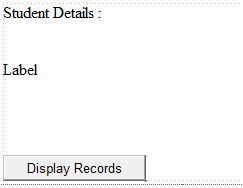 Student Details :
Label
Display Records